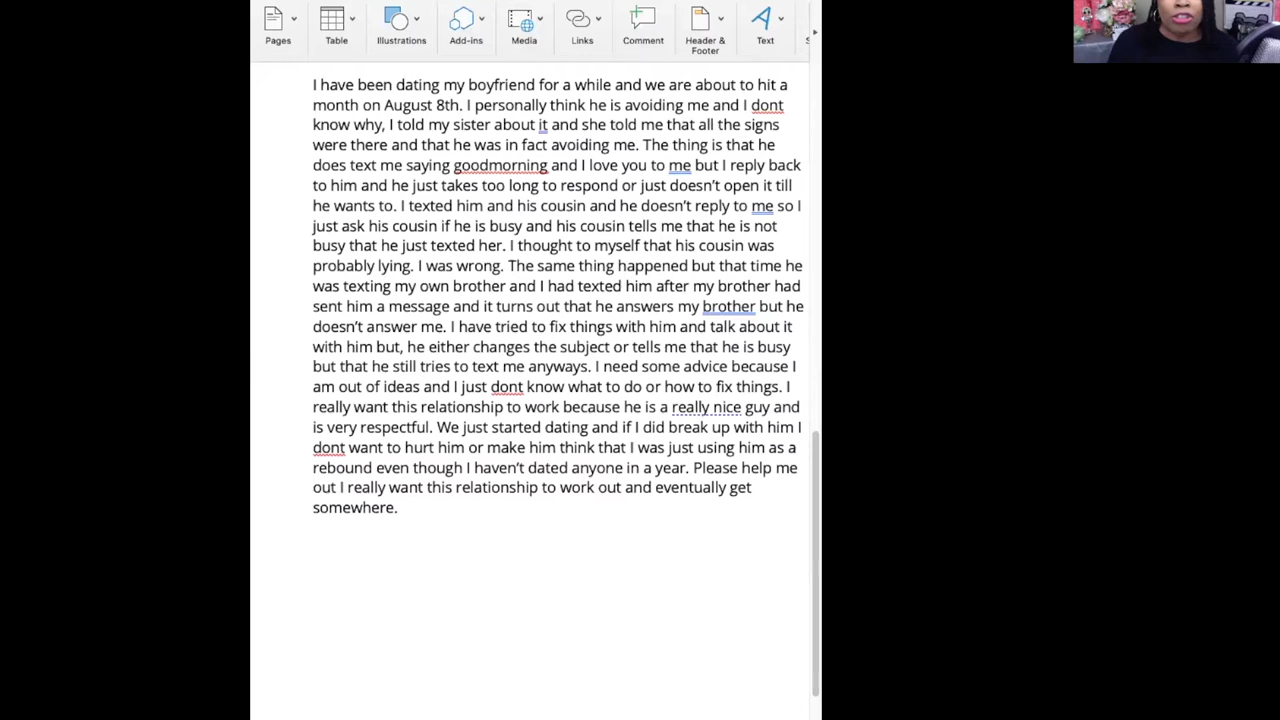 Pages
Table
Illustrations
Add-ins
Media
Links
Comment
Header &
Footer
Text
I have been dating my boyfriend for a while and we are about to hit a
month on August 8th. I personally think he is avoiding me and I dont
know why, I told my sister about it and she told me that all the signs
were there and that he was in fact avoiding me. The thing is that he
does text me saying goodmorning and I love you to me but I reply back
to him and he just takes too long to respond or just doesn’t open it till
he wants to. I texted him and his cousin and he doesn’t reply to me so I
just ask his cousin if he is busy and his cousin tells me that he is not
busy that he just texted her. I thought to myself that his cousin was
probably lying. I was wrong. The same thing happened but that time he
was texting my own brother and I had texted him after my brother had
sent him a message and it turns out that he answers my brother but he
doesn’t answer me. I have tried to fix things with him and talk about it
with him but, he either changes the subject or tells me that he is busy
but that he still tries to text me anyways. I need some advice because I
am out of ideas and I just dont know what to do or how to fix things. I
really want this relationship to work because he is a really nice guy and
is very respectful. We just started dating and if I did break up with him I
dont want to hurt him or make him think that I was just using him as a
rebound even though I haven’t dated anyone in a year. Please help me
out I really want this relationship to work out and eventually get
somewhere.